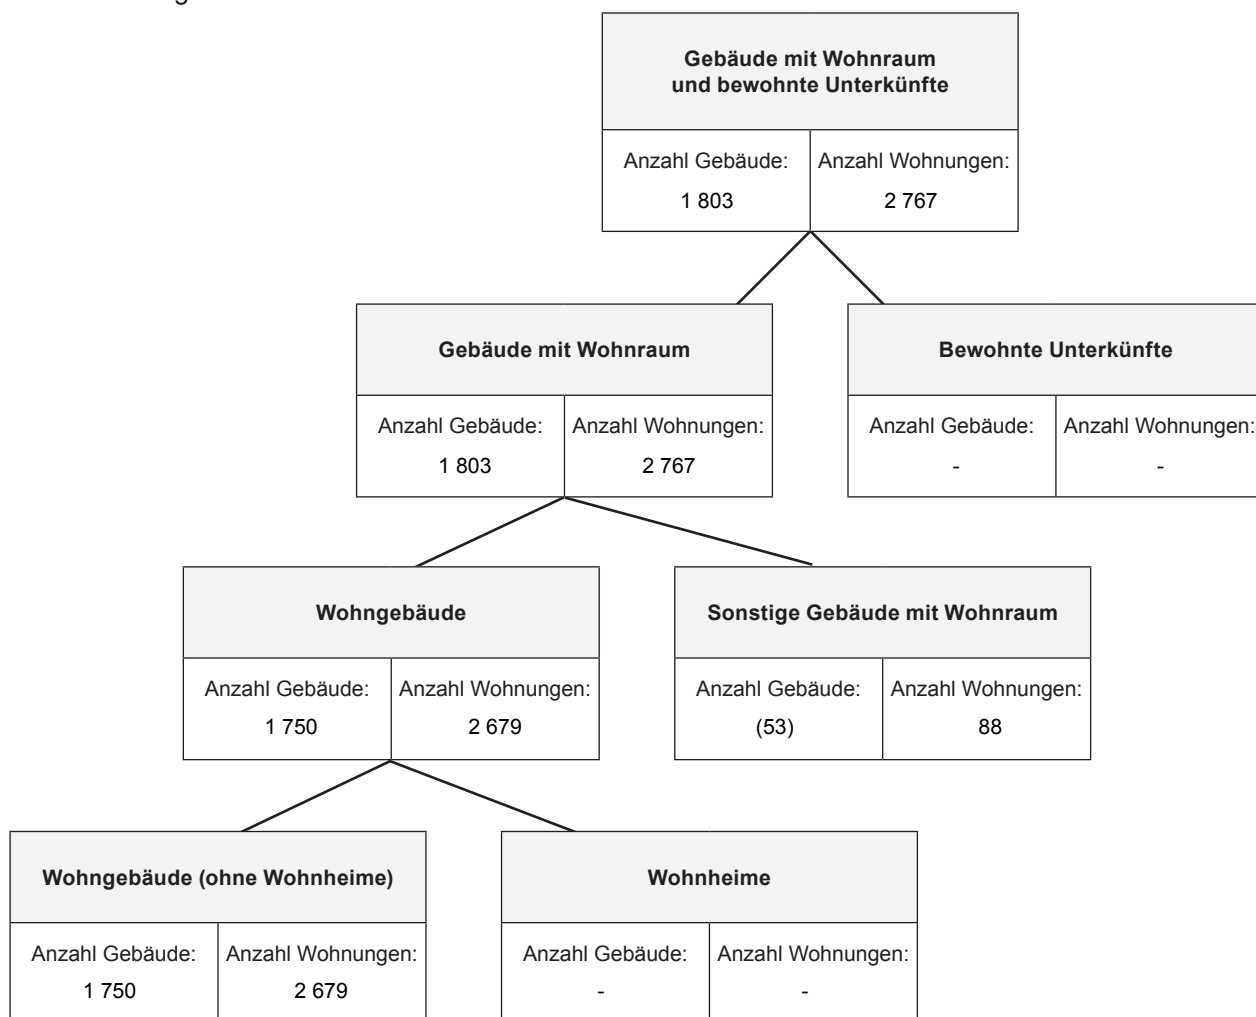 Gebäude mit Wohnraum
und bewohnte Unterkünfte
Anzahl Gebäude: Anzahl Wohnungen:
1 803 2 767
Gebäude mit Wohnraum Bewohnte Unterkünfte
Anzahl Gebäude: Anzahl Wohnungen: Anzahl Gebäude: Anzahl Wohnungen:
1 803 2 767 - -
Wohngebäude Sonstige Gebäude mit Wohnraum
Anzahl Gebäude: Anzahl Wohnungen: Anzahl Gebäude: Anzahl Wohnungen:
1 750 2 679 (53) 88
Wohngebäude (ohne Wohnheime) Wohnheime
Anzahl Gebäude: Anzahl Wohnungen: Anzahl Gebäude: Anzahl Wohnungen:
1 750 2 679 - -